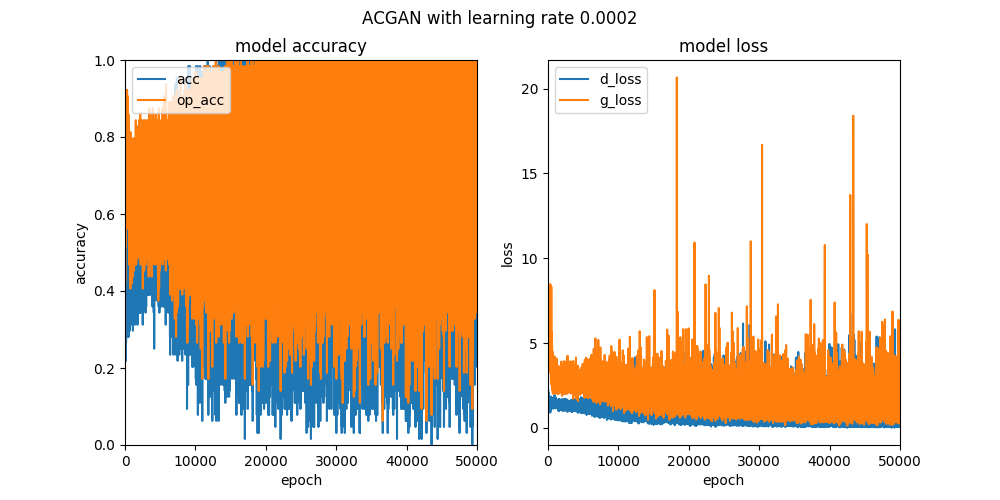 ACGAN with learning rate 0.0002
model accuracy
acc
op_acc
1.0
0.8
0.6
0.4
0.2
0.0
accuracy
0
10000
20000
30000
40000
50000
epoch
model loss
d_loss
g_loss
20
15
10
5
0
loss
0
10000
20000
30000
40000
50000
epoch